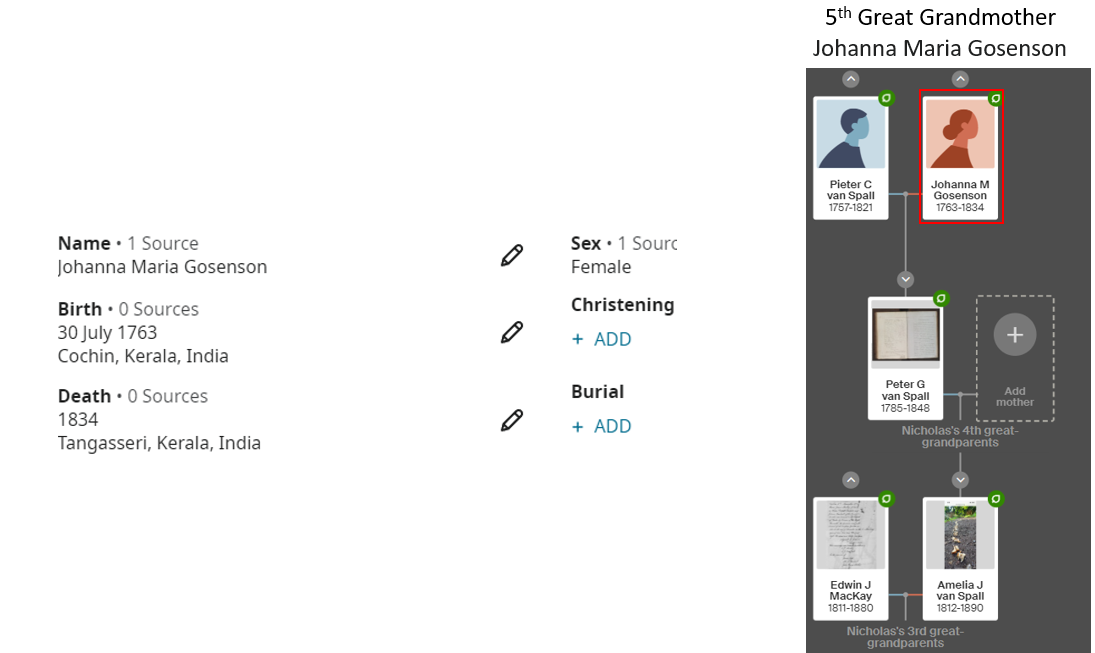 5th Great Grandmother
Johanna Maria Gosenson
Name • 1 Source
Johanna Maria Gosenson
Birth • 0 Sources
30 July 1763
Cochin, Kerala, India
Death • 0 Sources
1834
Tangasseri, Kerala, India
Sex • 1 Sourc
Female
Christening
+ ADD
Burial
+ ADD
Pieter C
van Spall
1757-1821
Johanna M
Gosenson
1763-1834
Peter G
van Spall
1785-1848
Add
mother
Nicholas's 4th great-
grandparents
Edwin J
MacKay
1811-1880
Amelia J
van Spall
1812-1890
Nicholas's 3rd great-
grandparents